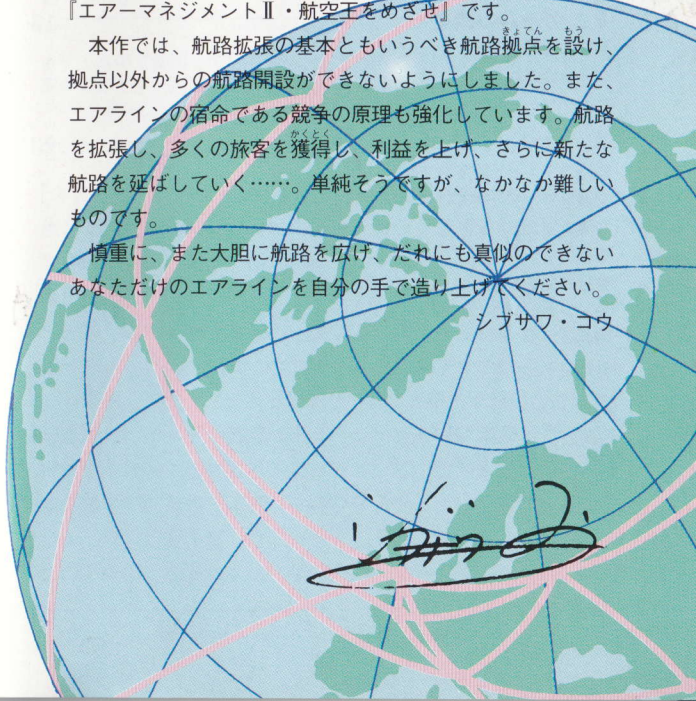 『エアーマネジメントⅡ・航空王をめざせ』です。
本作では、航路拡張の基本ともいうべき航路拠点を設け、
拠点以外からの航路開設ができないようにしました。また、
エアラインの宿命である競争の原理も強化しています。航路
を拡張し、多くの旅客を獲得し、利益を上げ、さらに新たな
航路を延ばしていく……。単純そうですが、なかなか難しい
ものです。
慎重に、また大胆に航路を広げ、だれにも真似のできない
あなただけのエアラインを自分の手で造り上げてください。
シブサワ・コウ